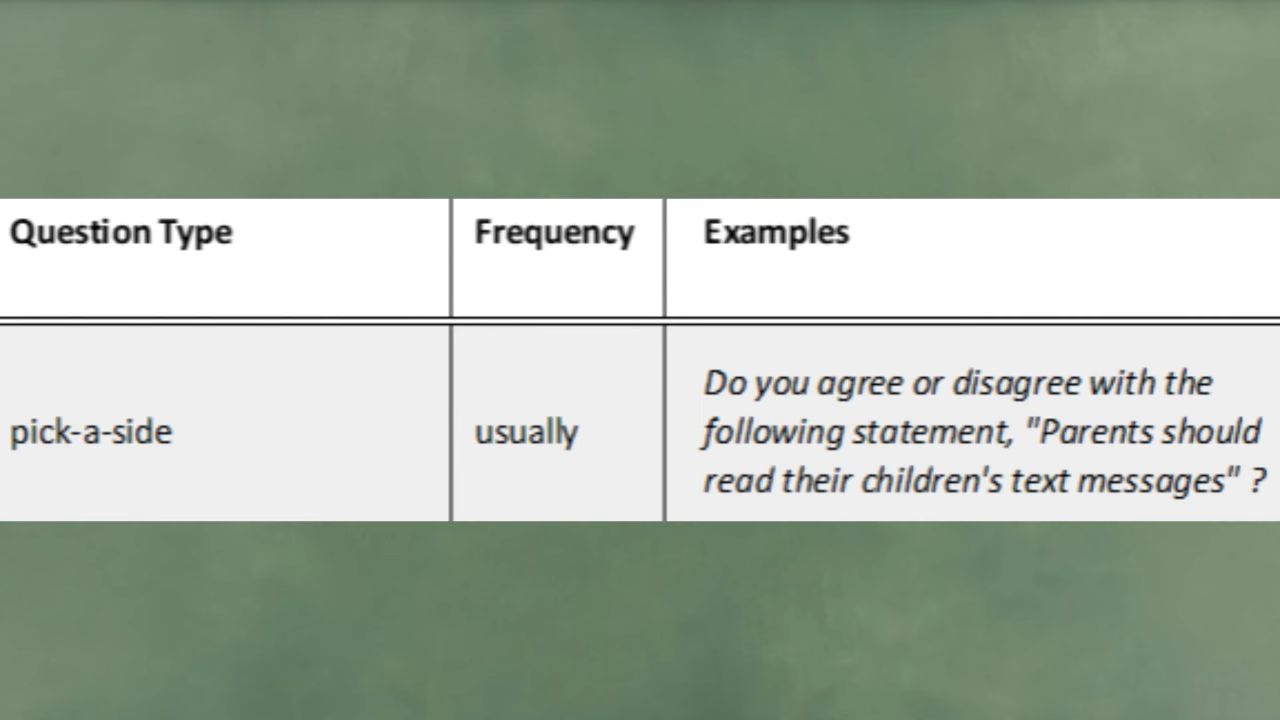 Question Type Frequency Examples
Do you agree or disagree with the
pick-a-side usually following statement, "Parents should
read their children's text messages" ?